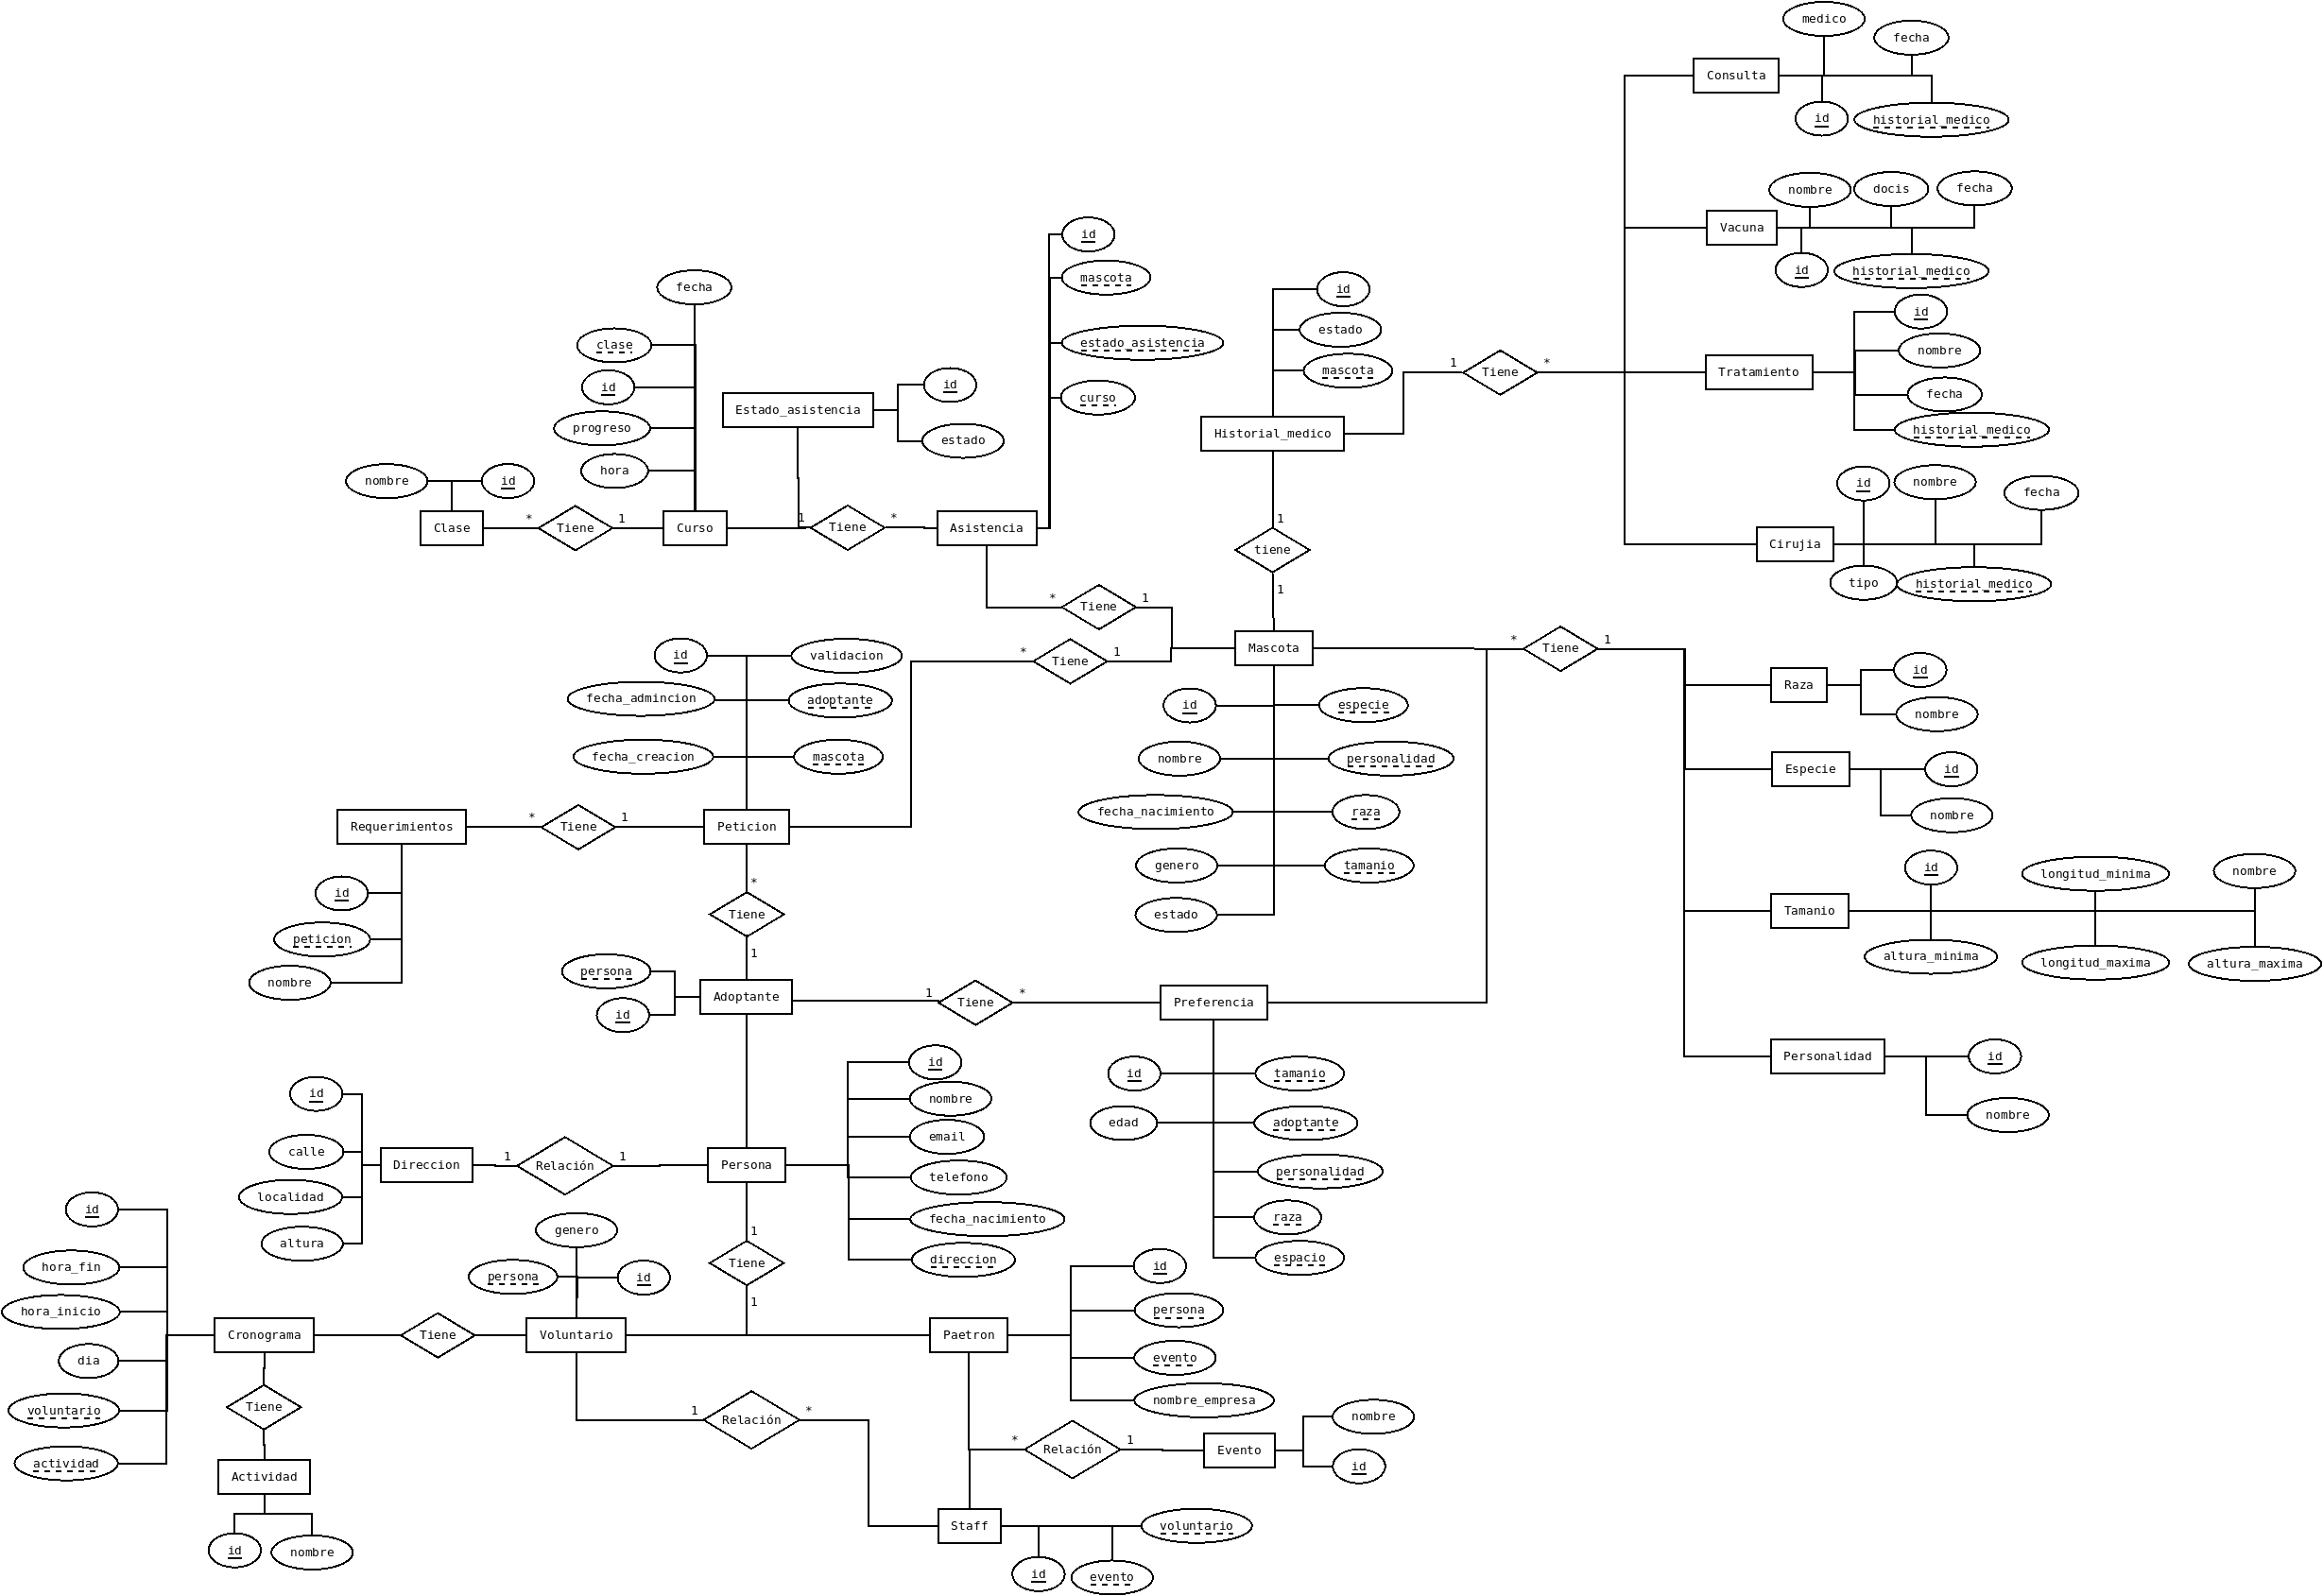 medico
fecha
Consulta
id
historial_medico
nombre
docis
fecha
Vacuna
id
historial_medico
id
nombre
Tratamiento
fecha
historial_medico
id
nombre
fecha
Cirujia
tipo
historial_medico
id
estado
mascota
1
Tiene
*
Historial_medico
1
tiene
1
id
mascota
estado_asistencia
curso
fecha
clase
id
progreso
hora
id
Estado_asistencia
estado
nombre
id
Clase
*
Tiene
1
Curso
1
Tiene
*
Asistencia
*
Tiene
1
*
Tiene
1
Mascota
*
Tiene
1
id
validacion
fecha_admincion
adoptante
fecha_creacion
mascota
id
especie
nombre
personalidad
fecha_nacimiento
raza
genero
tamanio
estado
Raza
id
nombre
Especie
id
nombre
id
longitud_minima
nombre
Tamanio
altura_minima
longitud_maxima
altura_maxima
Personalidad
id
nombre
Requerimientos
*
Tiene
1
Peticion
id
peticion
nombre
*
Tiene
1
persona
id
Adoptante
1
Tiene
*
Preferencia
id
tamanio
edad
adoptante
personalidad
raza
espacio
id
nombre
email
telefono
fecha_nacimiento
direccion
id
calle
localidad
altura
Direccion
1
Relación
1
Persona
1
Tiene
1
genero
persona
id
id
hora_fin
hora_inicio
dia
voluntario
actividad
Cronograma
Tiene
Voluntario
Paetron
id
persona
evento
nombre_empresa
Tiene
Actividad
id
nombre
1
Relación
*
*
Relación
1
Evento
nombre
id
Staff
voluntario
id
evento